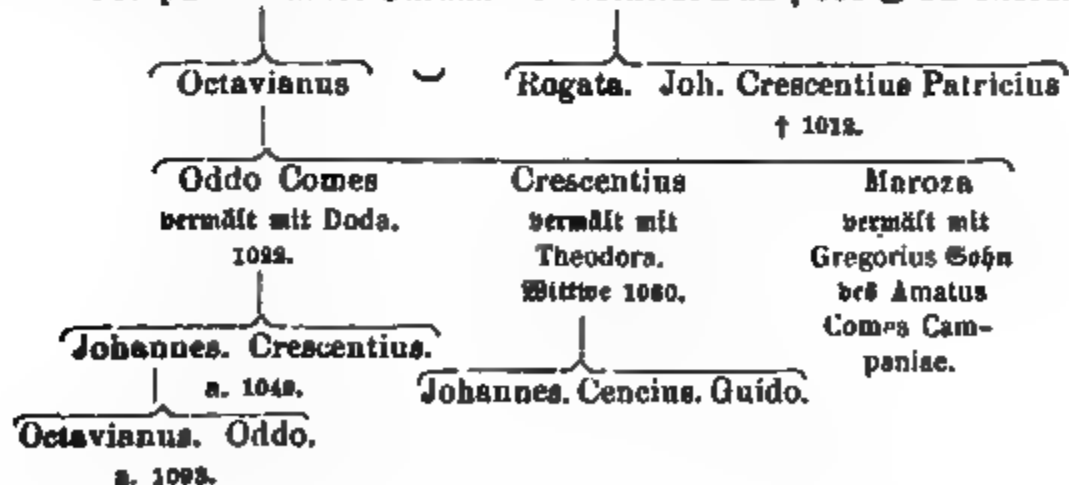 Octavianus Rogata. Joh. Crescentius Patricius
† 1012.
Oddo Comes Crescentius Maroza
vermält mit Doda. vermält mit vermält mit
1022. Theodora. Gregorius Sohn
Wittwe 1060. des Amatus
Comes Cam-
Johannes. Crescentius. paniae.
a.
Johannes. Cencius. Guido.
Octavianus. Oddo.
a. 1093.